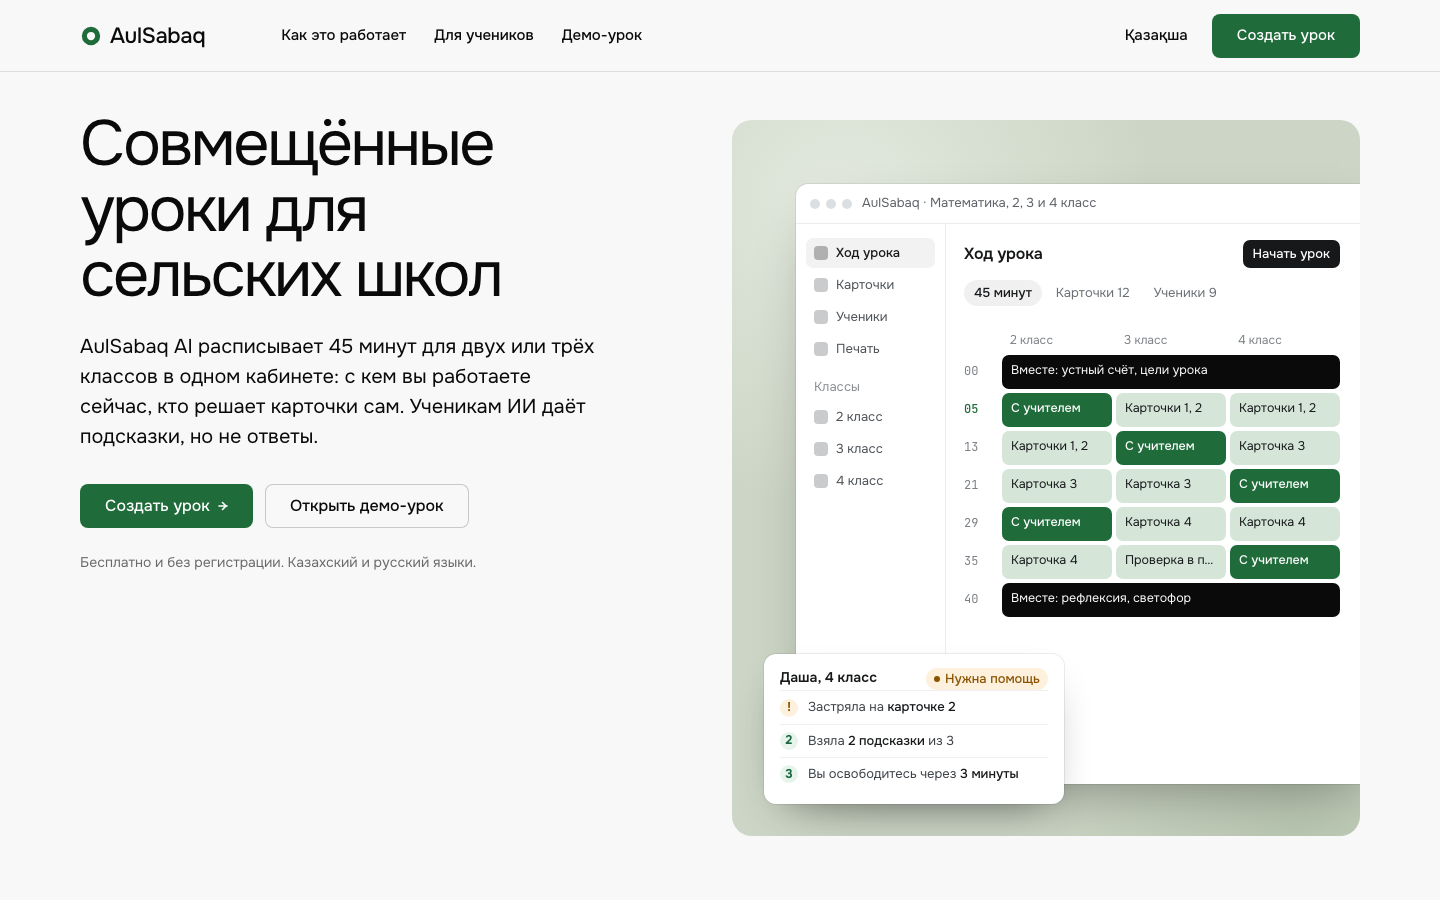 AulSabaq
Как это работает
Для учеников
Демо-урок
Қазақша
Создать урок
Совмещённые
уроки для
сельских школ
AulSabaq AI расписывает 45 минут для двух или трёх
классов в одном кабинете: с кем вы работаете
сейчас, кто решает карточки сам. Ученикам ИИ даёт
подсказки, но не ответы.
Создать урок →
Открыть демо-урок
Бесплатно и без регистрации. Казахский и русский языки.
AulSabaq · Математика, 2, 3 и 4 класс
Ход урока
Карточки
Ученики
Печать
Классы
2 класс
3 класс
4 класс
Ход урока
Начать урок
45 минут
Карточки 12
Ученики 9
2 класс
3 класс
4 класс
00
Вместе: устный счёт, цели урока
05
С учителем
Карточки 1, 2
Карточки 1, 2
13
Карточки 1, 2
С учителем
Карточка 3
21
Карточка 3
Карточка 3
С учителем
29
С учителем
Карточка 4
Карточка 4
35
Карточка 4
Проверка в п...
С учителем
40
Вместе: рефлексия, светофор
Даша, 4 класс
Нужна помощь
! Застряла на карточке 2
2 Взяла 2 подсказки из 3
3 Вы освободитесь через 3 минуты